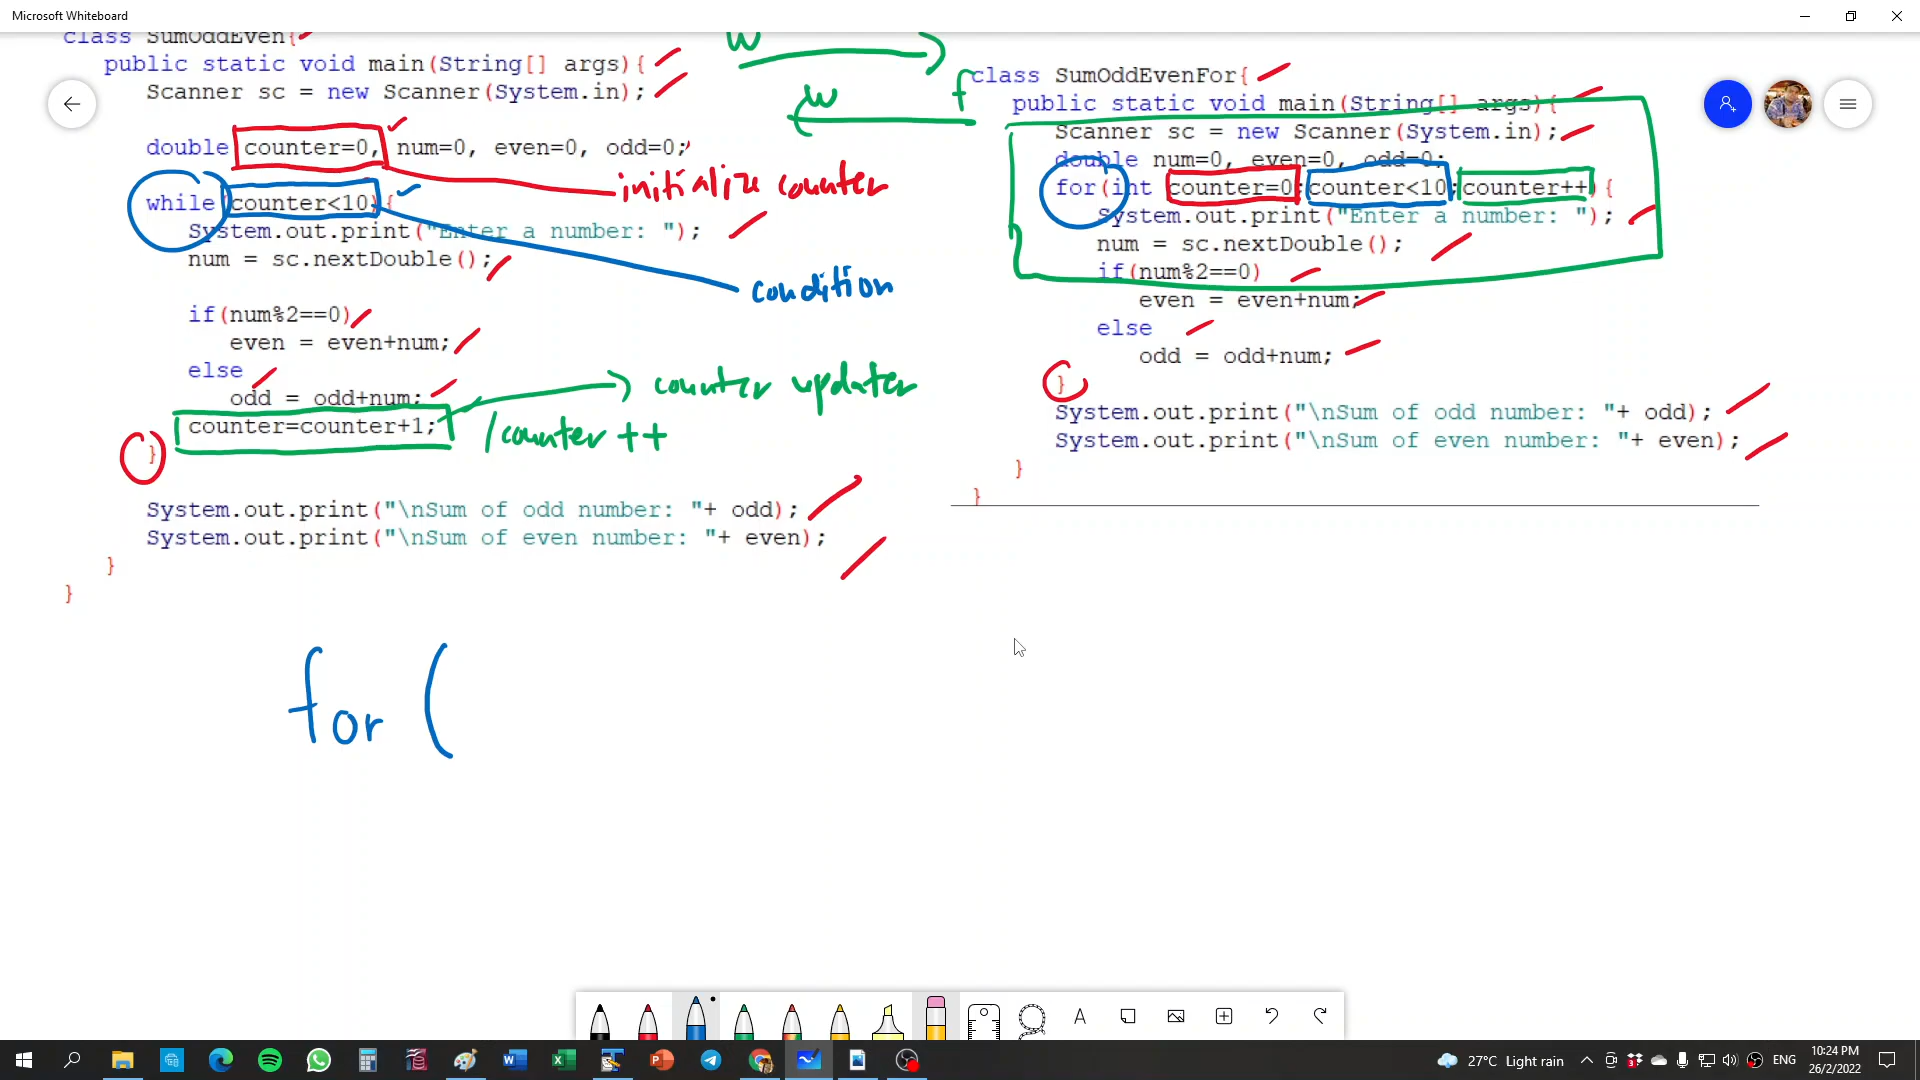 Microsoft Whiteboard
class SumOddEven{
public static void main(String[] args){
Scanner sc = new Scanner(System.in);
double counter=0, num=0, even=0, odd=0;
initialize counter
while(counter<10){
System.out.print("Enter a number: ");
num = sc.nextDouble();
condition
if(num%2==0)
even = even+num;
else
odd = odd+num;
counter updater
counter=counter+1;
/counter ++
}
System.out.print("\nSum of odd number: "+ odd);
System.out.print("\nSum of even number: "+ even);
}
}
W
W
f
class SumOddEvenFor{
public static void main(String[] args){
Scanner sc = new Scanner(System.in);
double num=0, even=0, odd=0;
for(int counter=0;counter<10;counter++){
System.out.print("Enter a number: ");
num = sc.nextDouble();
if(num%2==0)
even = even+num;
else
odd = odd+num;
}
System.out.print("\nSum of odd number: "+ odd);
System.out.print("\nSum of even number: "+ even);
}
}
for (
A
27°C Light rain
ENG
10:24 PM
26/2/2022